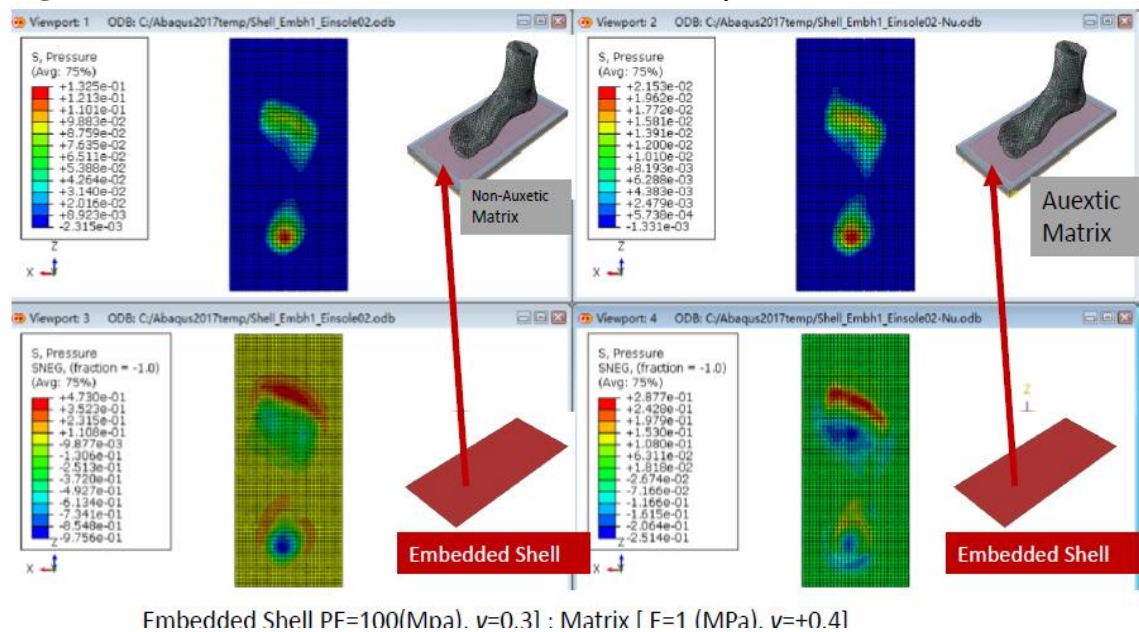 Viewport: 1 ODB: C:/Abaqus2017temp/Shell_Embh1_Einsole02.odb
S, Pressure
(Avg: 75%)
+1.325e-01
+1.213e-01
+1.101e-01
+9.883e-02
+8.759e-02
+7.635e-02
+6.511e-02
+5.388e-02
+4.264e-02
+3.140e-02
+2.016e-02
+8.923e-03
-2.315e-03
Z
X
Y
Non-Auxetic
Matrix
Viewport: 2 ODB: C:/Abaqus2017temp/Shell_Embh1_Einsole02-Nu.odb
S, Pressure
(Avg: 75%)
+2.153e-02
+1.962e-02
+1.772e-02
+1.581e-02
+1.391e-02
+1.200e-02
+1.010e-02
+8.193e-03
+6.288e-03
+4.383e-03
+2.479e-03
+5.738e-04
-1.331e-03
Z
X
Y
Auextic
Matrix
Viewport: 3 ODB: C:/Abaqus2017temp/Shell_Embh1_Einsole02.odb
S, Pressure
SNEG, (fraction = -1.0)
(Avg: 75%)
+4.730e-01
+3.523e-01
+2.315e-01
+1.108e-01
-9.877e-03
-1.306e-01
-2.513e-01
-3.720e-01
-4.927e-01
-6.134e-01
-7.341e-01
-8.548e-01
-9.756e-01
Z
X
Embedded Shell
Viewport: 4 ODB: C:/Abaqus2017temp/Shell_Embh1_Einsole02-Nu.odb
S, Pressure
SNEG, (fraction = -1.0)
(Avg: 75%)
+2.877e-01
+2.428e-01
+1.979e-01
+1.530e-01
+1.080e-01
+6.311e-02
+1.818e-02
-2.674e-02
-7.166e-02
-1.166e-01
-1.615e-01
-2.064e-01
-2.514e-01
Z
X
Z
Embedded Shell
Embedded Shell PE=100(Mpa), v=0.3] ; Matrix [ E=1 (MPa), v=±0.4]